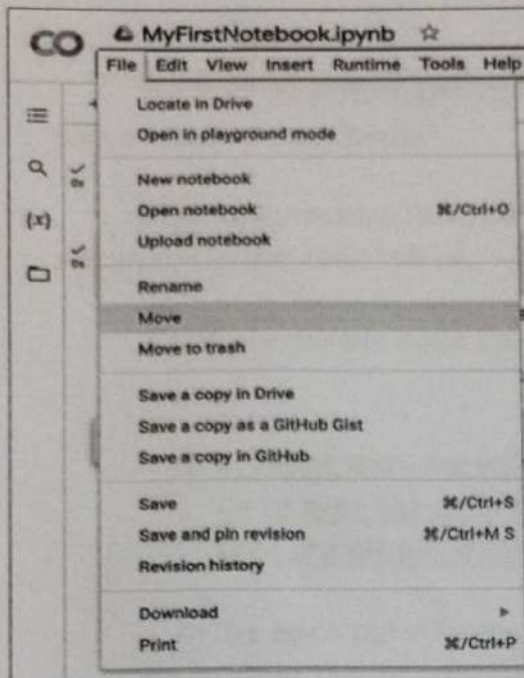 CO MyFirstNotebook.ipynb
File Edit View Insert Runtime Tools Help
Locate in Drive
Open in playground mode
New notebook
Open notebook ⌘/Ctrl+O
Upload notebook
{x}
Rename
Move
Move to trash
Save a copy in Drive
Save a copy as a GitHub Gist
Save a copy in GitHub
Save ⌘/Ctrl+S
Save and pin revision ⌘/Ctrl+M S
Revision history
Download
Print ⌘/Ctrl+P